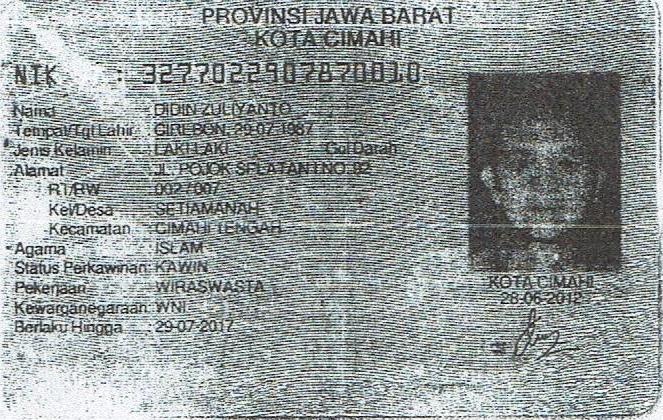 PROVINSI JAWA BARAT
KOTA CIMAHI
NIK : 3277022907870010
Nama : DIDIN ZULIYANTO
Tempat/Tgl Lahir : CIREBON, 29-07-1987
Jenis Kelamin : LAKI-LAKI Gol Darah
Alamat : JL. POJOK SELATAN I NO.92
RT/RW : 002 / 007
Kel/Desa : SETIAMANAH
Kecamatan : CIMAHI TENGAH
Agama : ISLAM
Status Perkawinan: KAWIN
Pekerjaan : WIRASWASTA
Kewarganegaraan: WNI
Berlaku Hingga : 29-07-2017
KOTA CIMAHI
28-06-2012